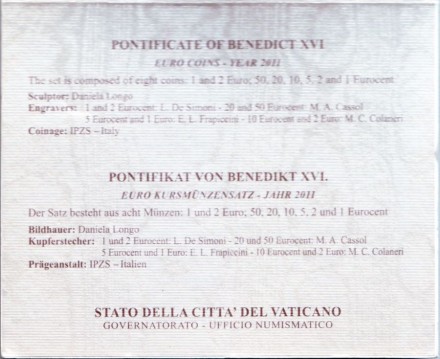 PONTIFICATE OF BENEDICT XVI
EURO COINS - YEAR 2011
The set is composed of eight coins: 1 and 2 Euro; 50, 20, 10, 5, 2 and 1 Eurocent
Sculptor: Daniela Longo
Engravers: 1 and 2 Eurocent: L. De Simoni - 20 and 50 Eurocent: M. A. Cassol
5 Eurocent and 1 Euro: E. L. Frapiccini - 10 Eurocent and 2 Euro: M. C. Colaneri
Coinage: IPZS – Italy
PONTIFIKAT VON BENEDIKT XVI.
EURO KURSMÜNZENSATZ - JAHR 2011
Der Satz besteht aus acht Münzen: 1 und 2 Euro; 50, 20, 10, 5, 2 und 1 Eurocent
Bildhauer: Daniela Longo
Kupferstecher: 1 und 2 Eurocent: L. De Simoni - 20 und 50 Eurocent: M. A. Cassol
5 Eurocent und 1 Euro: E. L. Frapiccini - 10 Eurocent und 2 Euro: M. C. Colaneri
Prägeanstalt: IPZS – Italien
STATO DELLA CITTA' DEL VATICANO
GOVERNATORATO - UFFICIO NUMISMATICO